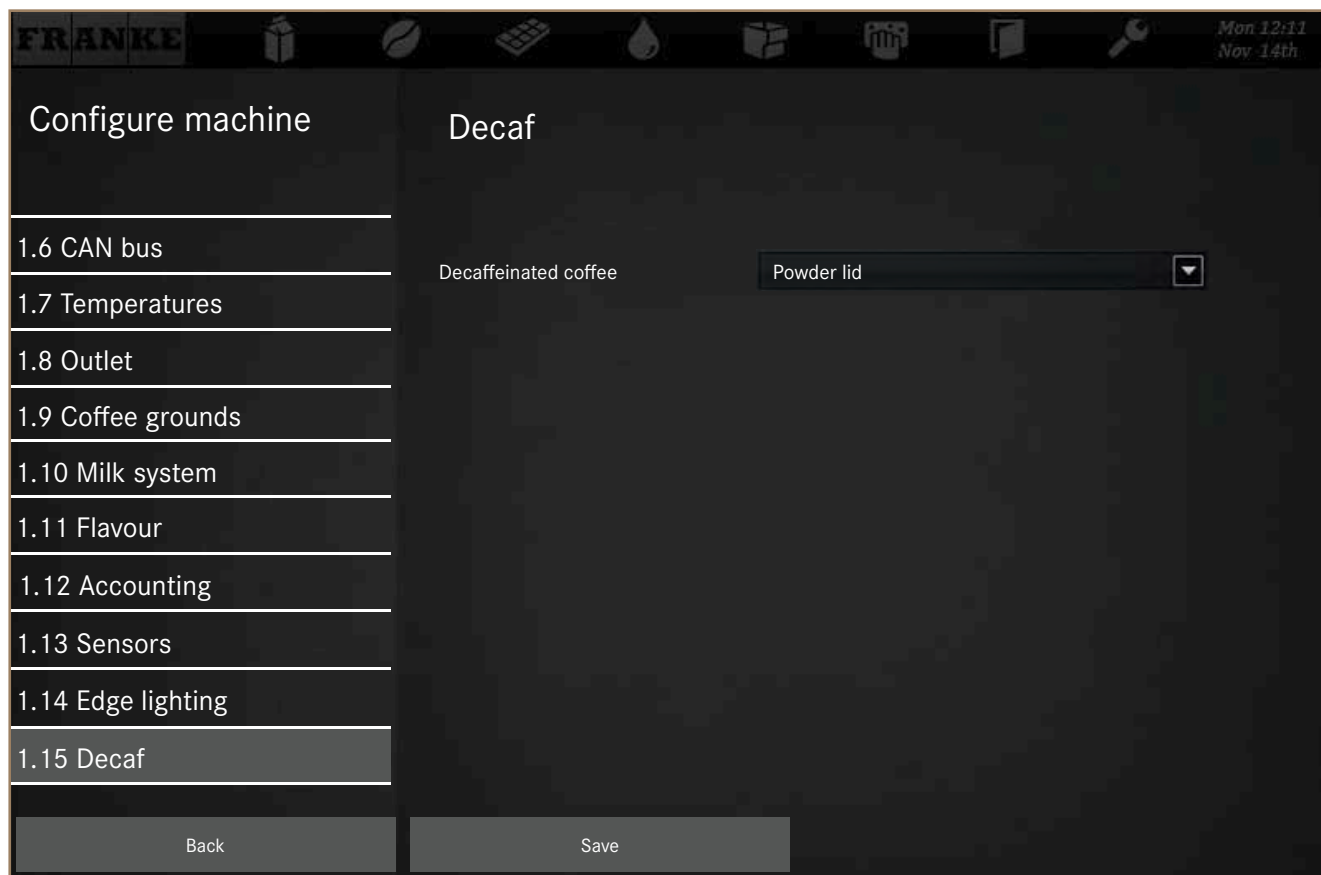 FRANKE
Mon 12:11
Nov 14th
Configure machine
Decaf
1.6 CAN bus
1.7 Temperatures
1.8 Outlet
1.9 Coffee grounds
1.10 Milk system
1.11 Flavour
1.12 Accounting
1.13 Sensors
1.14 Edge lighting
1.15 Decaf
Decaffeinated coffee
Powder lid
Back
Save